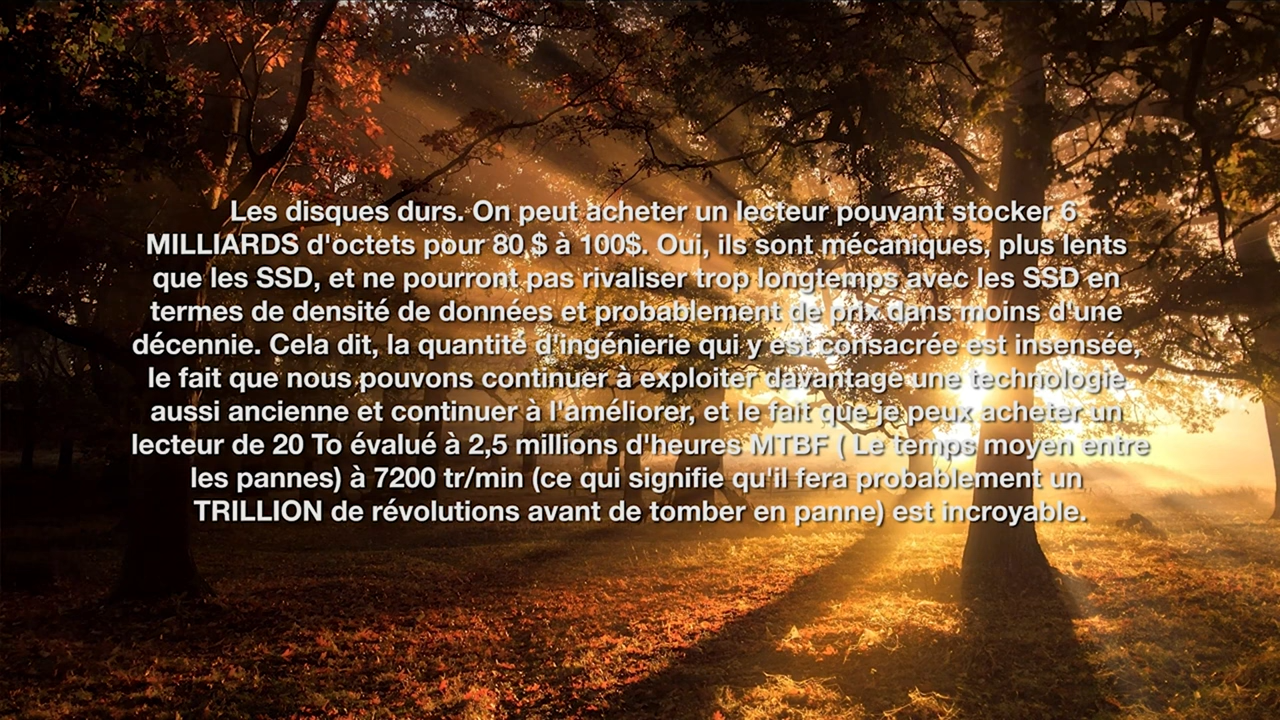 Les disques durs. On peut acheter un lecteur pouvant stocker 6
MILLIARDS d'octets pour 80 $ à 100$. Oui, ils sont mécaniques, plus lents
que les SSD, et ne pourront pas rivaliser trop longtemps avec les SSD en
termes de densité de données et probablement de prix dans moins d'une
décennie. Cela dit, la quantité d'ingénierie qui y est consacrée est insensée,
le fait que nous pouvons continuer à exploiter davantage une technologie
aussi ancienne et continuer à l'améliorer, et le fait que je peux acheter un
lecteur de 20 To évalué à 2,5 millions d'heures MTBF ( Le temps moyen entre
les pannes) à 7200 tr/min (ce qui signifie qu'il fera probablement un
TRILLION de révolutions avant de tomber en panne) est incroyable.